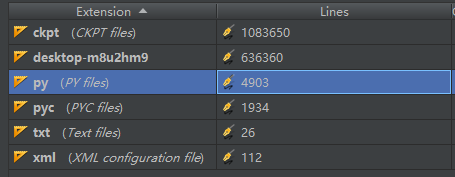 Extension Lines
ckpt (CKPT files) 1083650
desktop-m8u2hm9 636360
py (PY files) 4903
pyc (PYC files) 1934
txt (Text files) 26
xml (XML configuration file) 112